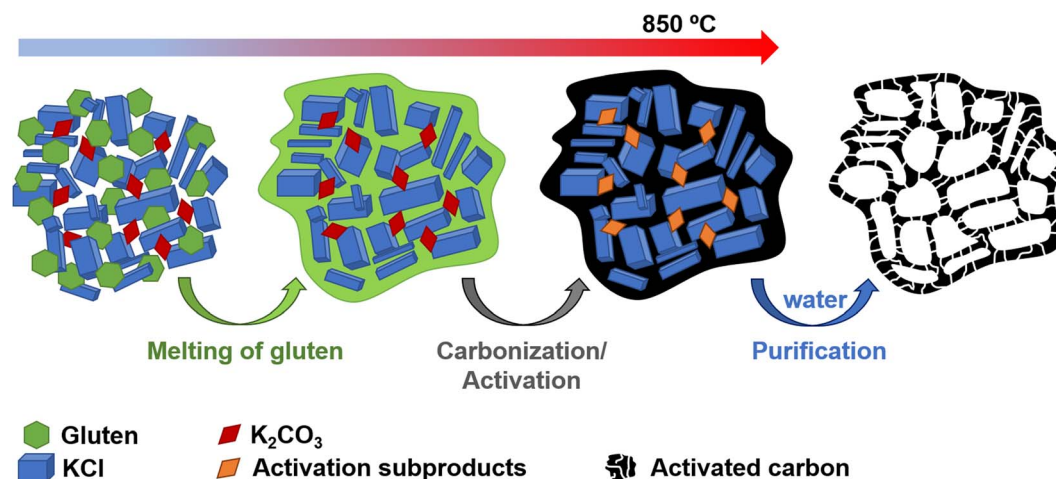 850 ºC
water
Melting of gluten
Carbonization/
Activation
Purification
Gluten
K₂CO₃
KCl
Activation subproducts
Activated carbon